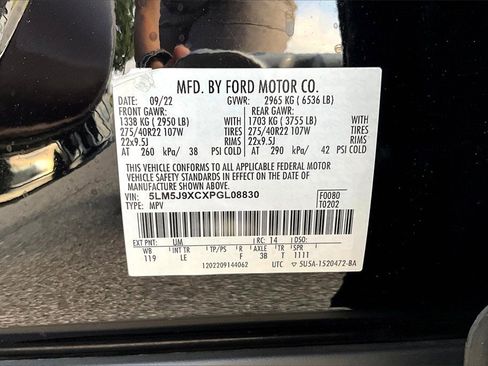 MFD. BY FORD MOTOR CO.
DATE: 09/22 GVWR: 2965 KG ( 6536 LB)
FRONT GAWR: REAR GAWR:
1338 KG ( 2950 LB) 1703 KG ( 3755 LB)
275/40R22 107W TIRES 275/40R22 107W TIRES
22x9.5J RIMS 22x9.5J RIMS
AT 260 kPa/ 38 PSI COLD AT 290 kPa/ 42 PSI COLD
THIS VEHICLE CONFORMS TO ALL APPLICABLE FEDERAL MOTOR
VEHICLE SAFETY STANDARDS IN EFFECT ON THE DATE OF
MANUFACTURE SHOWN ABOVE.
VIN: 5LM5J9XCXPGL08830 F0080
TYPE: MPV T0202
EXT PNT: UM RC: 14 DSO:
WB INT TR TP/PS R AXLE TR SPR
119 LE F 38 T 1111
1202209144062 UTC ▽5U5A-1520472-BA